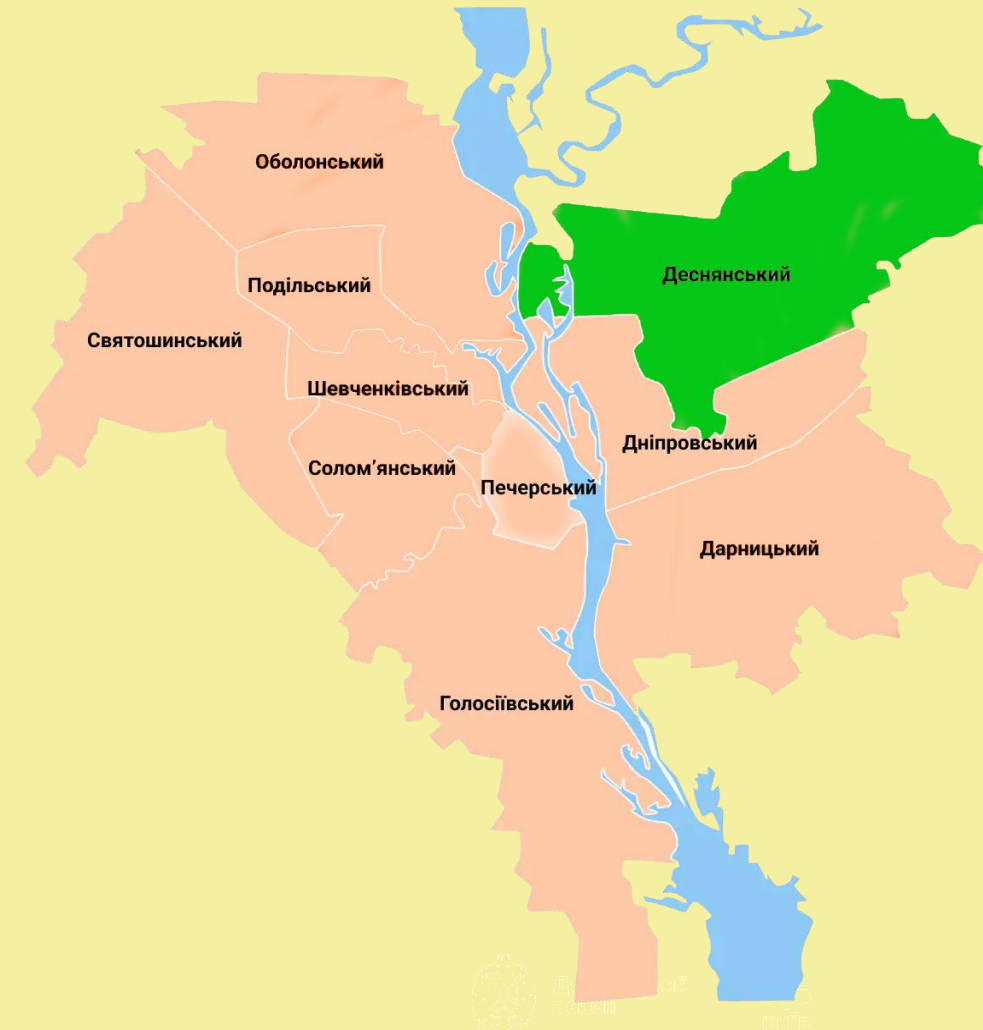 Оболонський
Деснянський
Подільський
Святошинський
Шевченківський
Дніпровський
Солом’янський
Печерський
Дарницький
Голосіївський